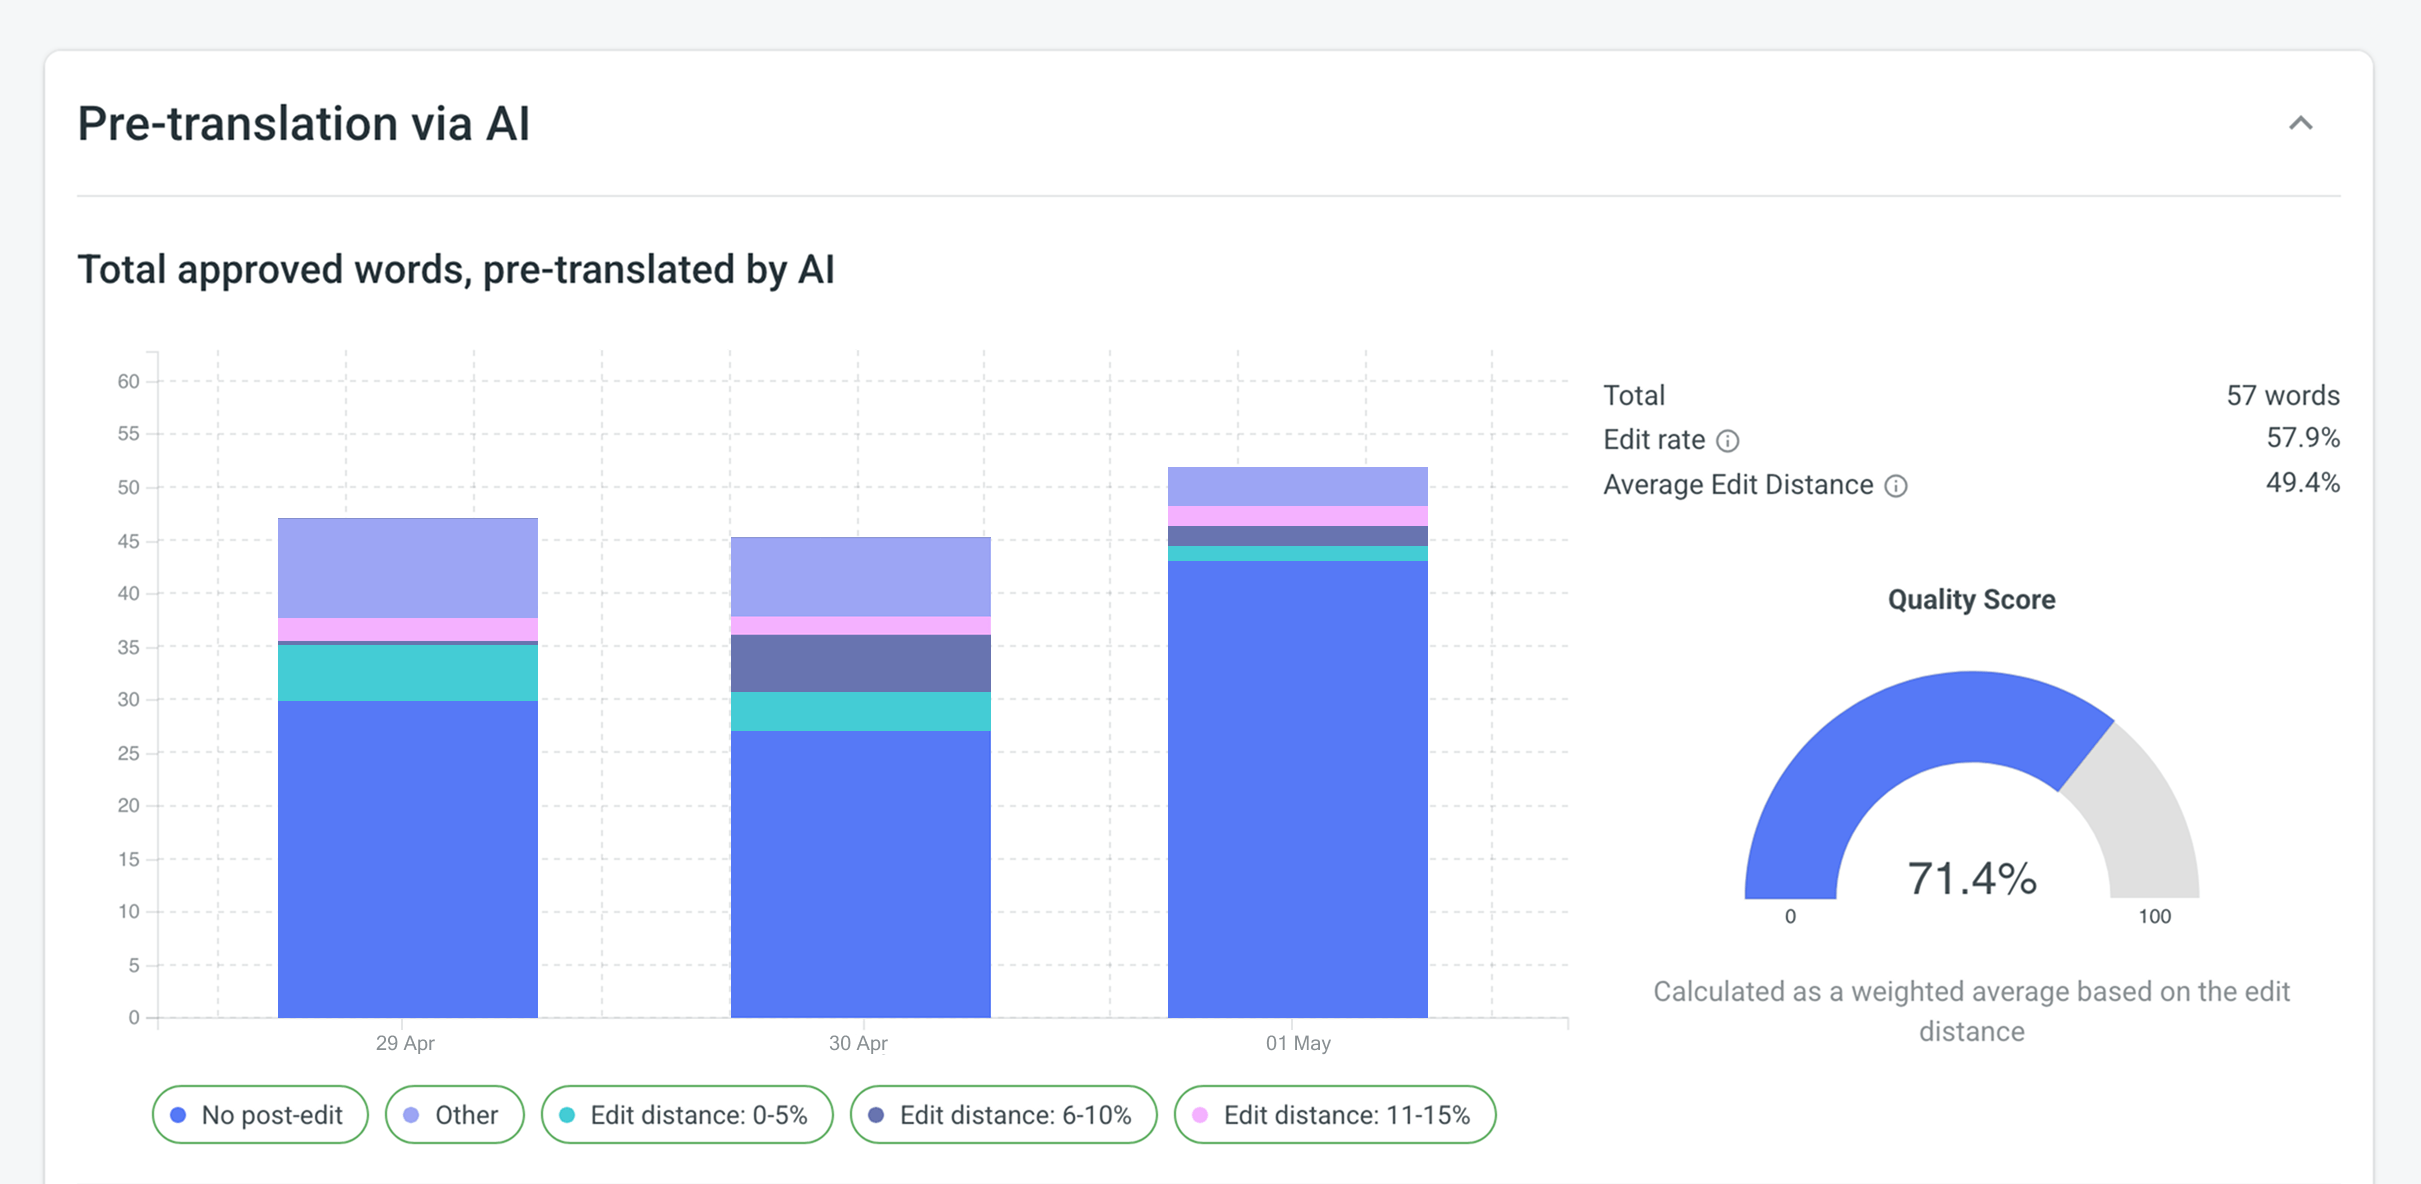 Pre-translation via AI
Total approved words, pre-translated by AI
60
55
50
45
40
35
30
25
20
15
10
5
0
29 Apr
30 Apr
01 May
No post-edit
Other
Edit distance: 0-5%
Edit distance: 6-10%
Edit distance: 11-15%
Total 57 words
Edit rate 57.9%
Average Edit Distance 49.4%
Quality Score
71.4%
0
100
Calculated as a weighted average based on the edit
distance